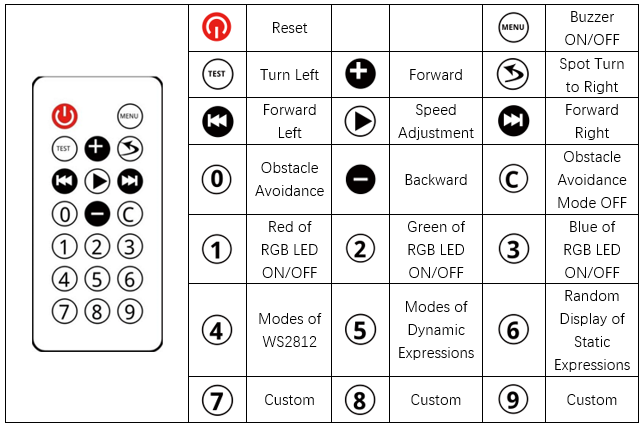 MENU
TEST
0
C
1 2 3
4 5 6
7 8 9
Reset
MENU
Buzzer
ON/OFF
TEST
Turn Left
Forward
Spot Turn
to Right
Forward
Left
Speed
Adjustment
Forward
Right
0
Obstacle
Avoidance
Backward
C
Obstacle
Avoidance
Mode OFF
1
Red of
RGB LED
ON/OFF
2
Green of
RGB LED
ON/OFF
3
Blue of
RGB LED
ON/OFF
4
Modes of
WS2812
5
Modes of
Dynamic
Expressions
6
Random
Display of
Static
Expressions
7
Custom
8
Custom
9
Custom